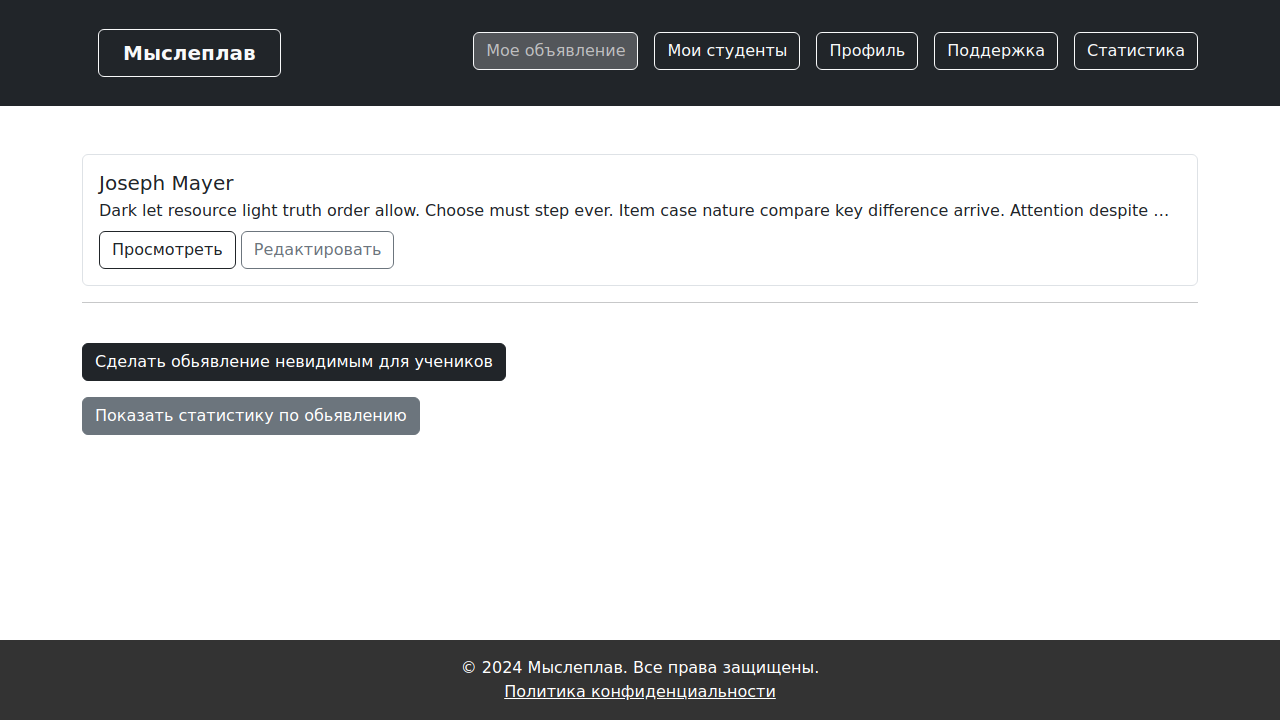 Мыслеплав
Мое объявление
Мои студенты
Профиль
Поддержка
Статистика
Joseph Mayer
Dark let resource light truth order allow. Choose must step ever. Item case nature compare key difference arrive. Attention despite ...
Просмотреть
Редактировать
Сделать обьявление невидимым для учеников
Показать статистику по обьявлению
© 2024 Мыслеплав. Все права защищены.
Политика конфиденциальности